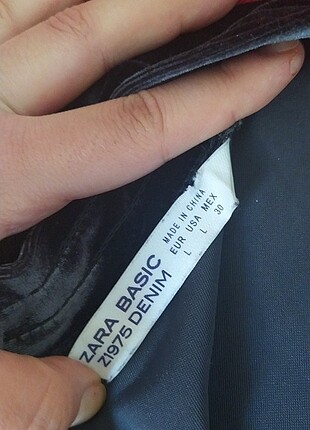 ZARA BASIC
Z1975 DENIM
MADE IN CHINA
EUR USA MEX
L L 30